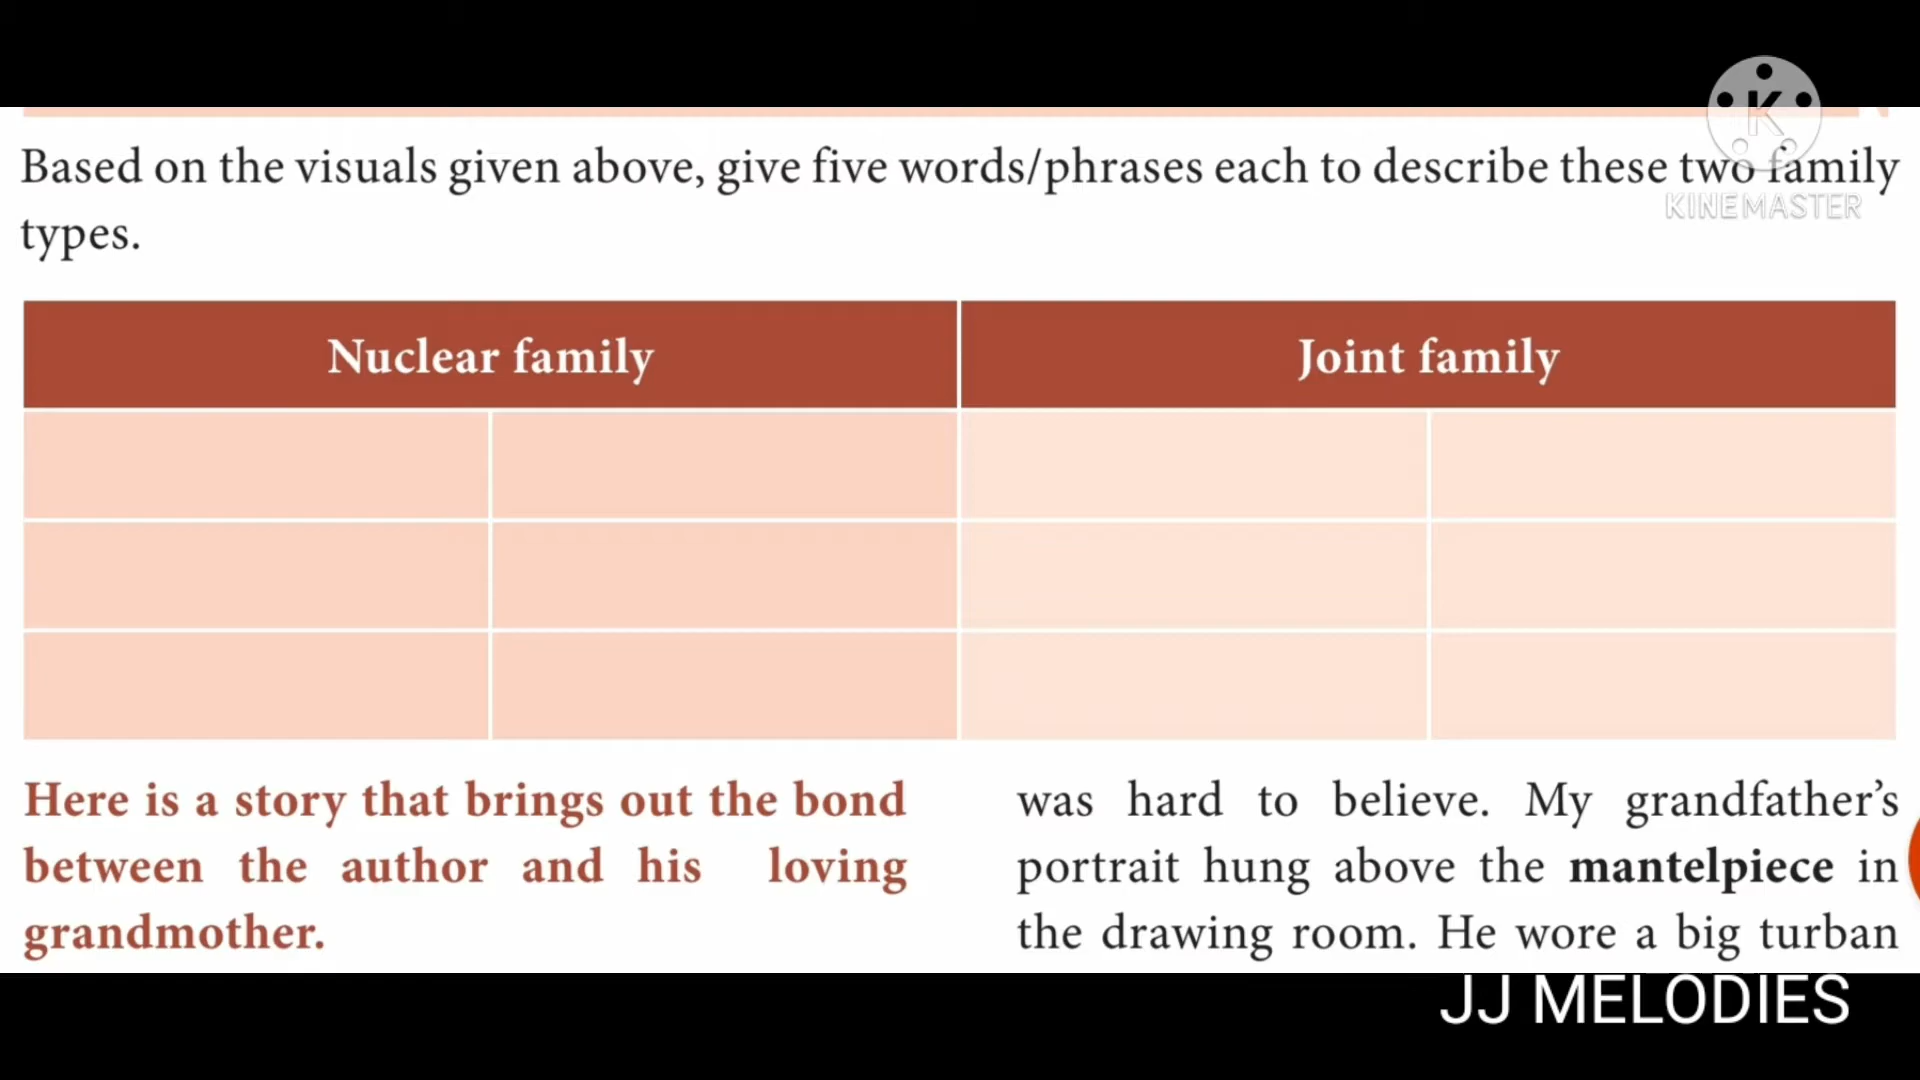 K
KINEMASTER
Based on the visuals given above, give five words/phrases each to describe these two family
types.
Nuclear family
Joint family
Here is a story that brings out the bond
between the author and his loving
grandmother.
was hard to believe. My grandfather’s
portrait hung above the mantelpiece in
the drawing room. He wore a big turban
JJ MELODIES